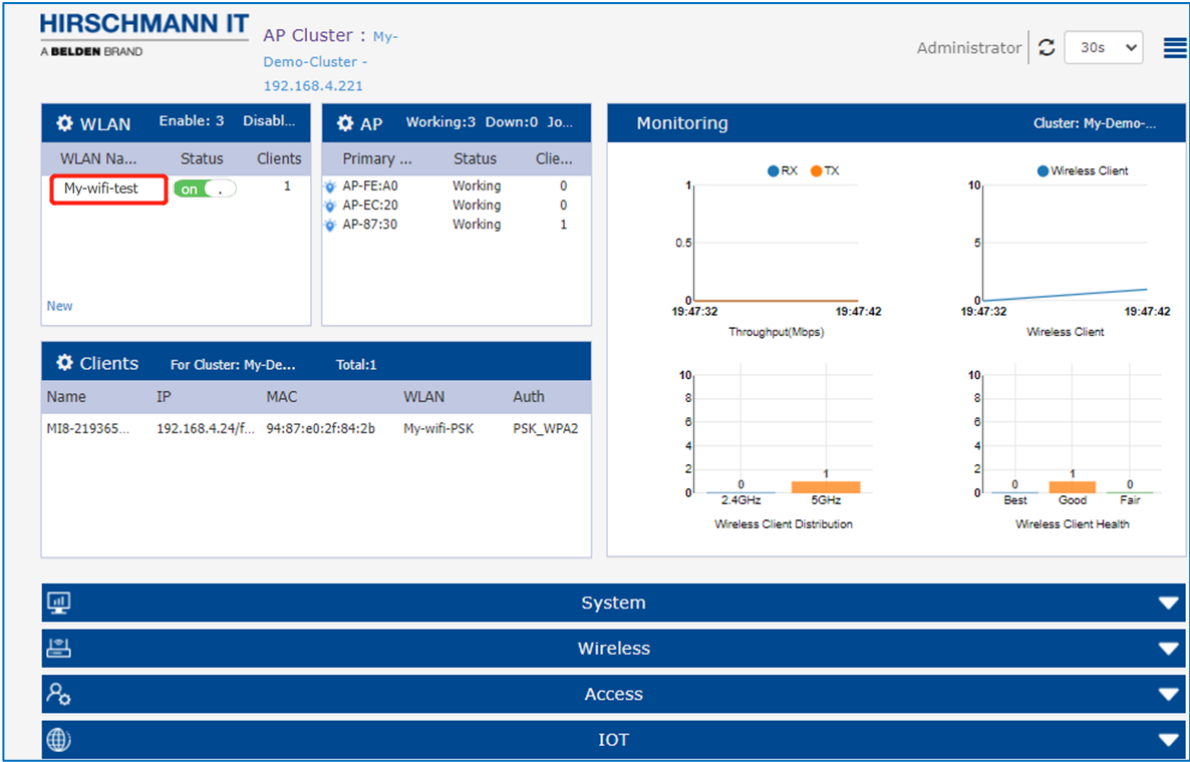 HIRSCHMANN IT
A BELDEN BRAND
AP Cluster : My-
Demo-Cluster -
192.168.4.221
Administrator
30s
WLAN Enable: 3 Disabl...
WLAN Na... Status Clients
My-wifi-test on . 1
New
AP Working:3 Down:0 Jo...
Primary ... Status Clie...
AP-FE:A0 Working 0
AP-EC:20 Working 0
AP-87:30 Working 1
Monitoring Cluster: My-Demo-...
RX TX
1
0.5
0
19:47:32 19:47:42
Throughput(Mbps)
Wireless Client
10
5
0
19:47:32 19:47:42
Wireless Client
Clients For Cluster: My-De... Total:1
Name IP MAC WLAN Auth
MI8-219365... 192.168.4.24/f... 94:87:e0:2f:84:2b My-wifi-PSK PSK_WPA2
10
8
6
4
2
0
0 1
2.4GHz 5GHz
Wireless Client Distribution
10
8
6
4
2
0
0 1 0
Best Good Fair
Wireless Client Health
System
Wireless
Access
IOT